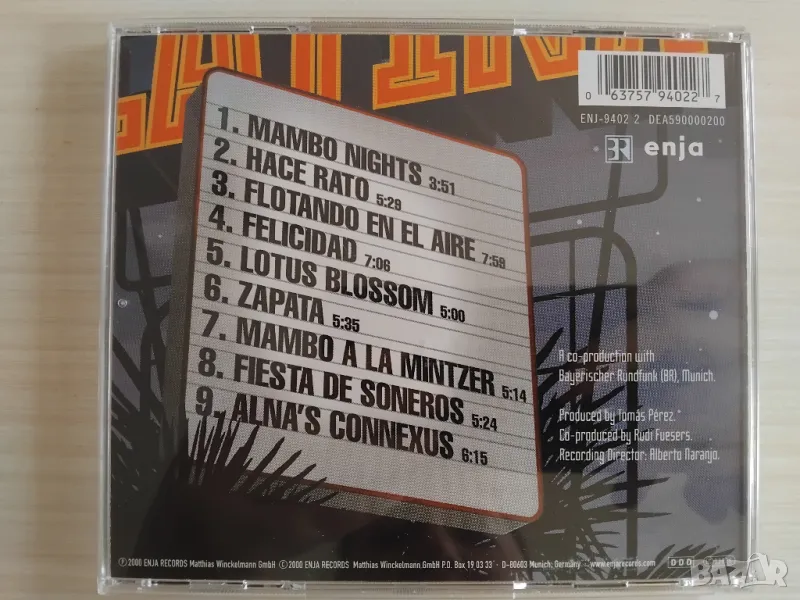 LATIN
0 63757 94022 7
ENJ-9402 2 DEA590000200
BR enja
1. MAMBO NIGHTS 3:51
2. HACE RATO 5:29
3. FLOTANDO EN EL AIRE 7:58
4. FELICIDAD 7:06
5. LOTUS BLOSSOM 5:00
6. ZAPATA 5:35
7. MAMBO A LA MINTZER 5:14
8. FIESTA DE SONEROS 5:24
9. ALNA'S CONNEXUS 6:15
A co-production with
Bayerischer Rundfunk (BR), Munich.
Produced by Tomás Pérez.
Co-produced by Rudi Fuesers.
Recording Director: Alberto Naranjo.
℗ 2000 ENJA RECORDS Matthias Winckelmann GmbH © 2000 ENJA RECORDS Matthias Winckelmann GmbH P.O. Box 19 03 33 · D-80603 Munich, Germany · www.enjarecords.com
DDD
BAZAR